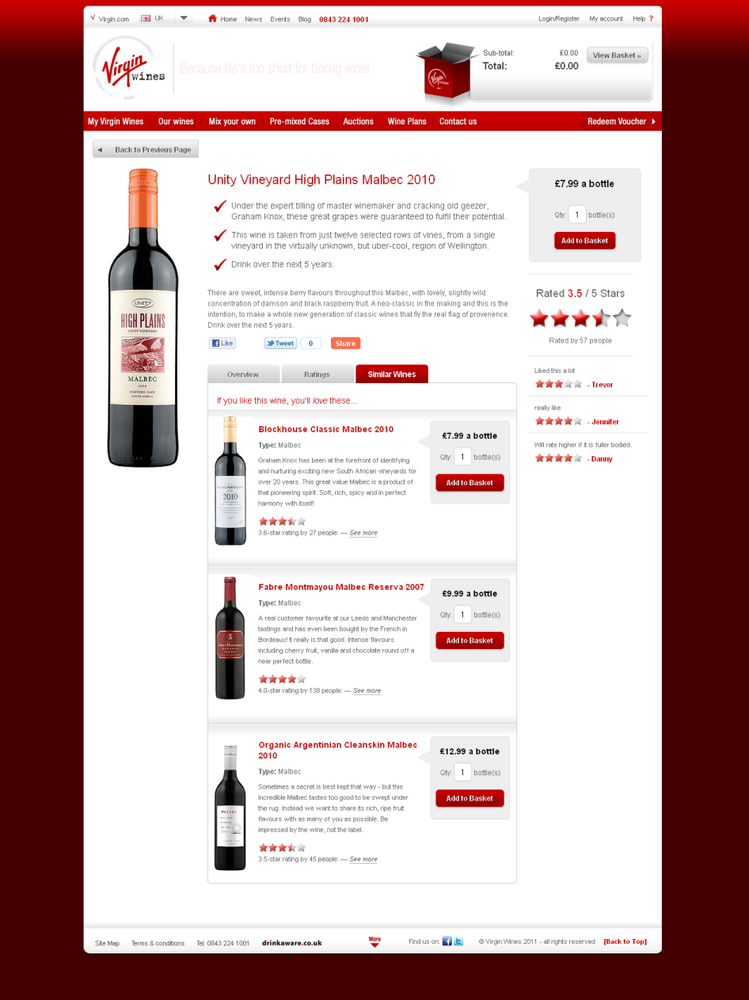 Virgin.com UK Home News Events Blog 0843 224 1001 Login/Register My account Help ?
Virgin wines
Because life's too short for boring wine!
Sub-total: £0.00
Total: £0.00
View Basket »
My Virgin Wines Our wines Mix your own Pre-mixed Cases Auctions Wine Plans Contact us Redeem Voucher
Back to Previous Page
UNITY
HIGH PLAINS
UNITY VINEYARD
MALBEC
2010
WESTERN CAPE
SOUTH AFRICA
Unity Vineyard High Plains Malbec 2010
Under the expert tilling of master winemaker and cracking old geezer,
Graham Knox, these great grapes were guaranteed to fulfil their potential.
This wine is taken from just twelve selected rows of vines, from a single
vineyard in the virtually unknown, but uber-cool, region of Wellington.
Drink over the next 5 years.
There are sweet, intense berry flavours throughout this Malbec, with lovely, slightly wild
concentration of damson and black raspberry fruit. A neo-classic in the making and this is the
intention, to make a whole new generation of classic wines that fly the real flag of provenence.
Drink over the next 5 years.
Like Tweet 0 Share
£7.99 a bottle
Qty: 1 bottle(s)
Add to Basket
Rated 3.5 / 5 Stars
Rated by 57 people
Liked this a lot
- Trevor
really like
- Jennifer
Will rate higher if it is fuller bodied.
- Danny
Overview Ratings Similar Wines
If you like this wine, you'll love these...
BLOCKHOUSE
2010
Blockhouse Classic Malbec 2010
Type: Malbec
Graham Knox has been at the forefront of identifying
and nurturing exciting new South African vineyards for
over 20 years. This great value Malbec is a product of
that pioneering spirit. Soft, rich, spicy and in perfect
harmony with itself!
3.6-star rating by 27 people: — See more
£7.99 a bottle
Qty: 1 bottle(s)
Add to Basket
Fabre Montmayou Malbec Reserva 2007
Type: Malbec
A real customer favourite at our Leeds and Manchester
tastings and has even been bought by the French in
Bordeaux! It really is that good. Intense flavours
including cherry fruit, vanilla and chocolate round off a
near perfect bottle.
4.0-star rating by 138 people: — See more
£9.99 a bottle
Qty: 1 bottle(s)
Add to Basket
Malbec
Organic Argentinian Cleanskin Malbec
2010
Type: Malbec
Sometimes a secret is best kept that way - but this
incredible Malbec tastes too good to be swept under
the rug. Instead we want to share its rich, ripe fruit
flavours with as many of you as possible. Be
impressed by the wine, not the label.
3.5-star rating by 45 people: — See more
£12.99 a bottle
Qty: 1 bottle(s)
Add to Basket
Site Map Terms & conditions Tel: 0843 224 1001 drinkaware.co.uk More Find us on: © Virgin Wines 2011 - all rights reserved [Back to Top]